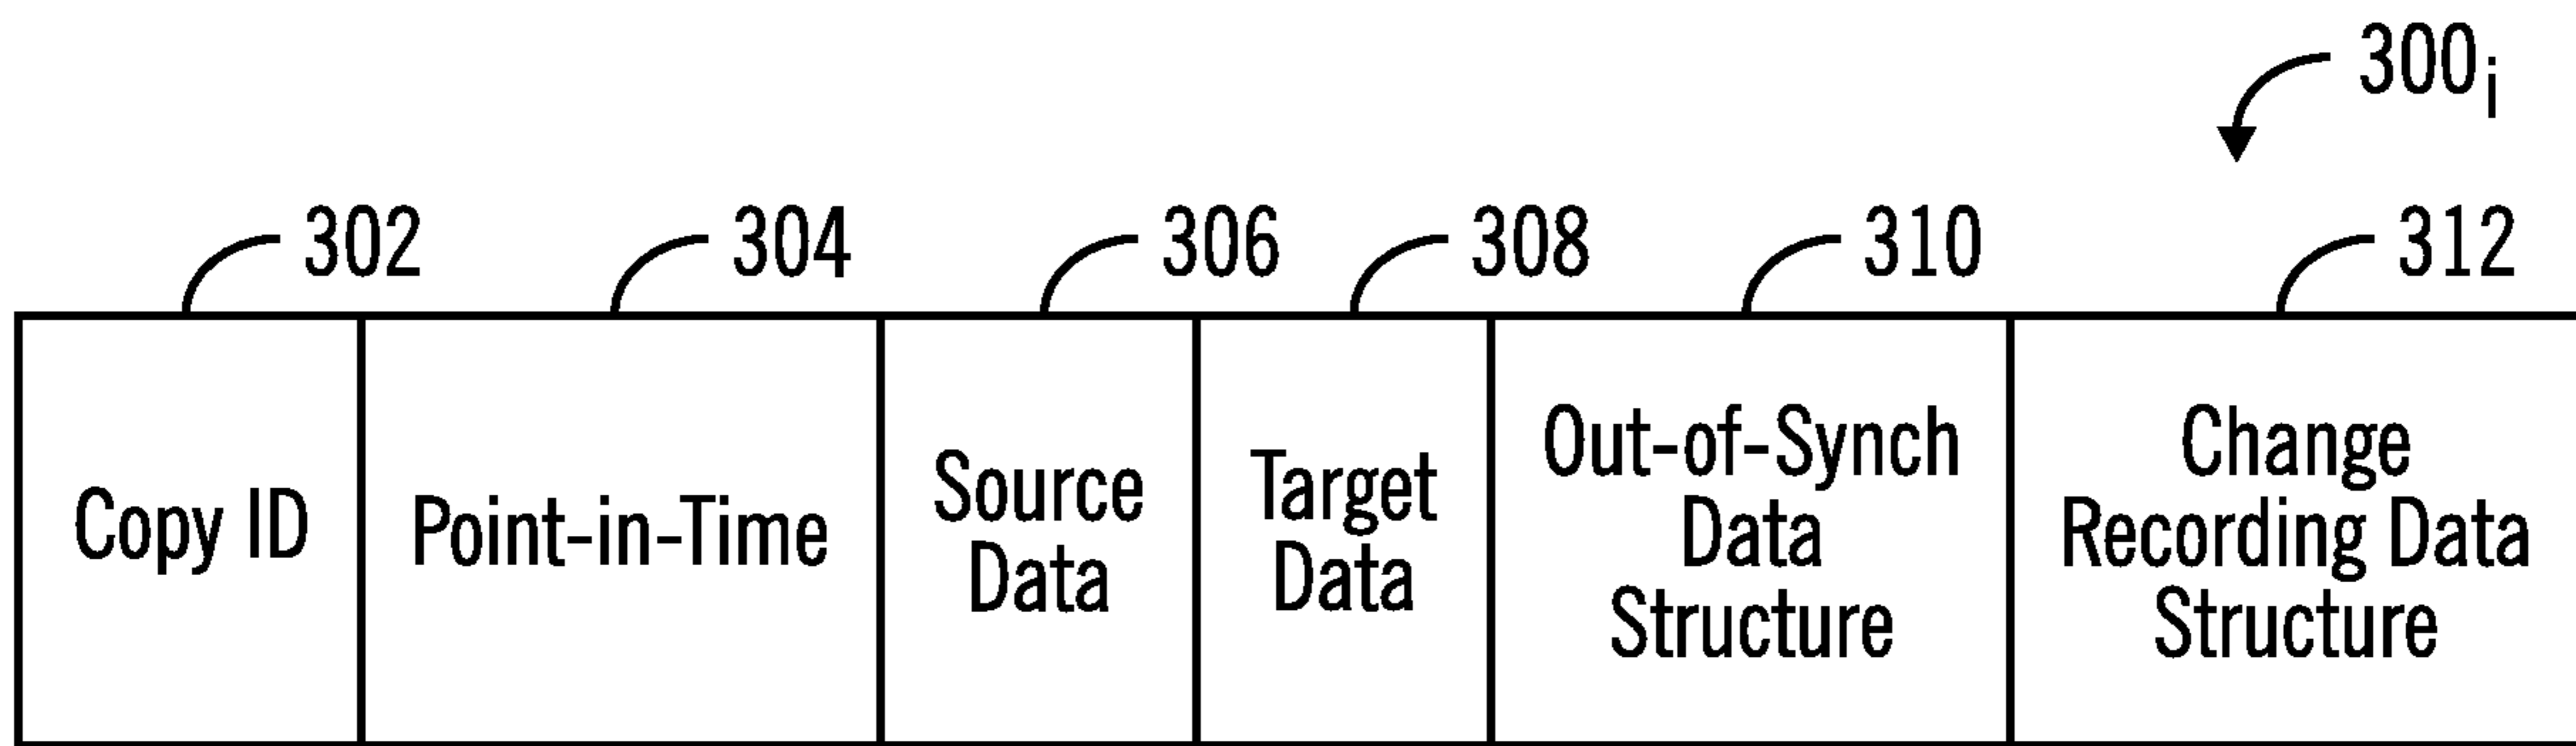 300i
302
304
306
308
310
312
Copy ID
Point-in-Time
Source
Data
Target
Data
Out-of-Synch
Data
Structure
Change
Recording Data
Structure